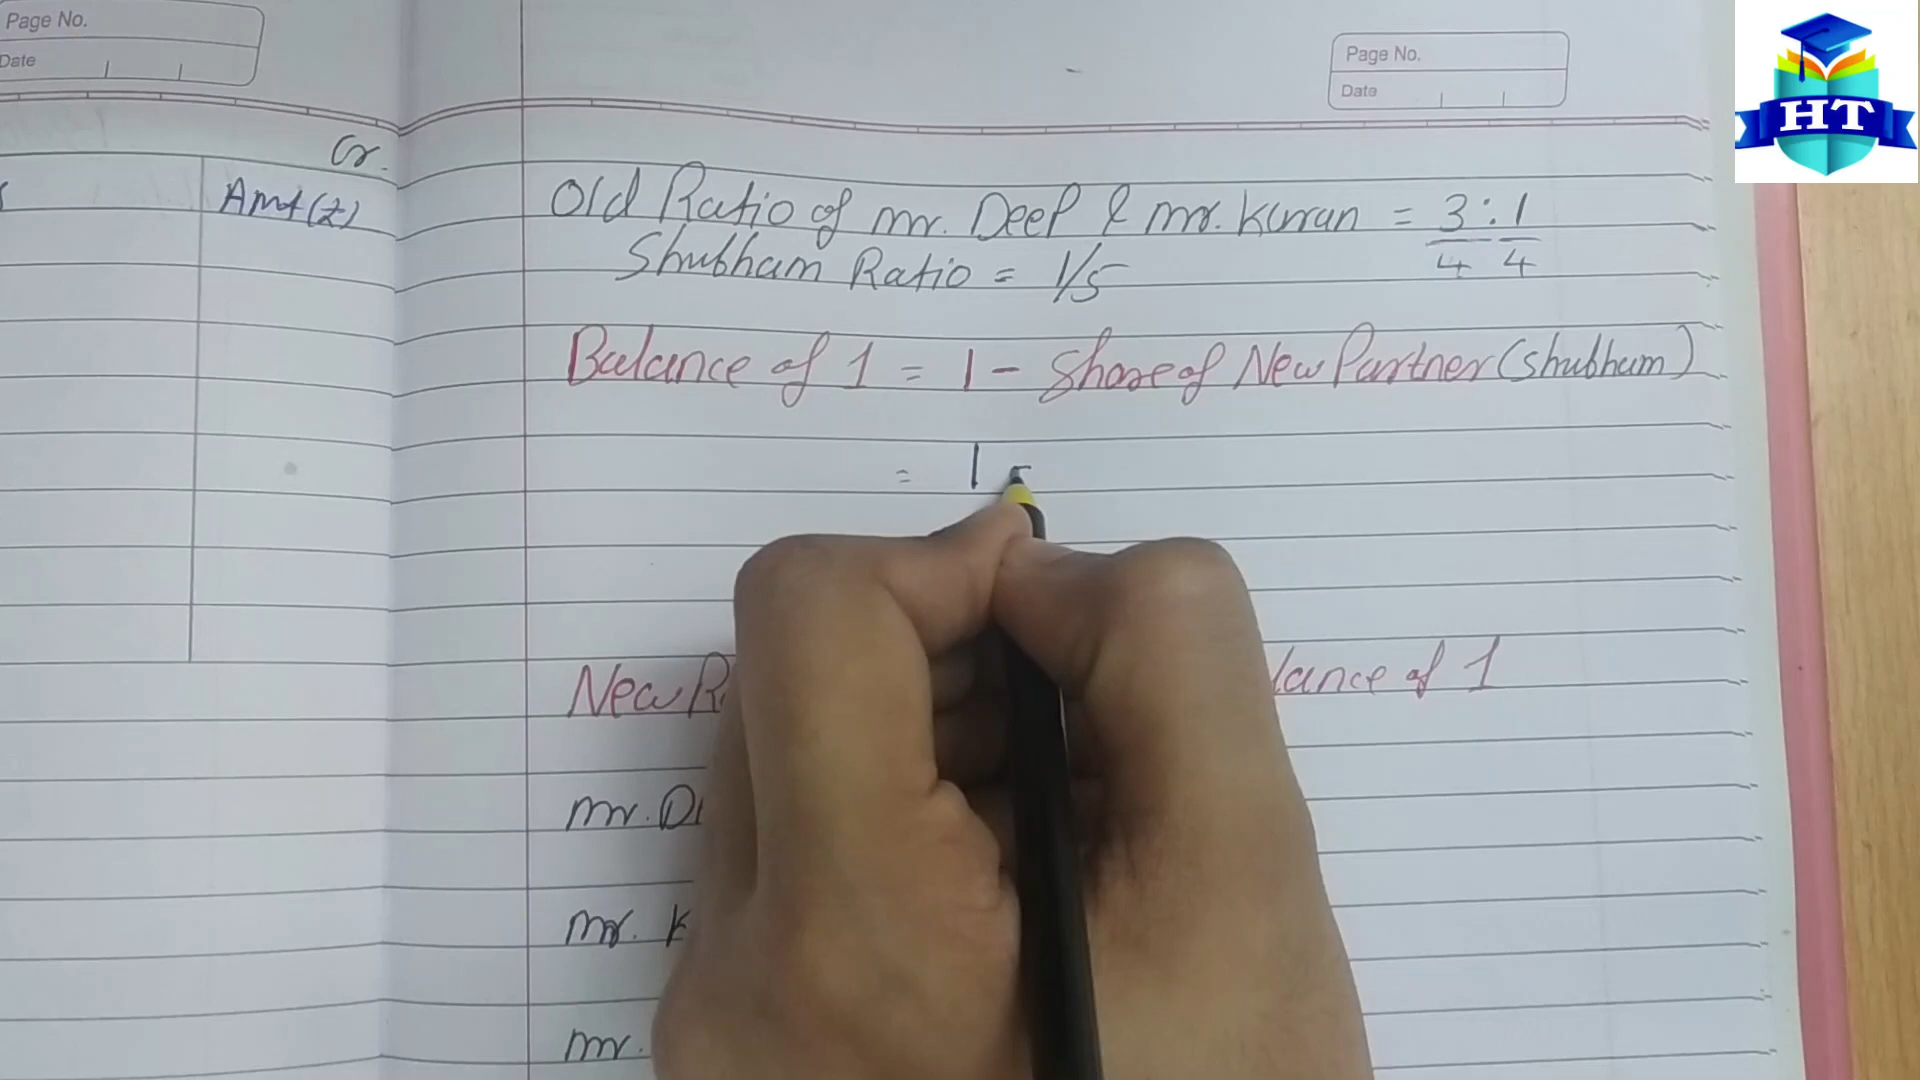 Page No.
Date
Cr.
Amt(₹)
Page No.
Date
HT
Old Ratio of mr. Deep & mr. Kuran = 3/4 : 1/4
Shubham Ratio = 1/5
Balance of 1 = 1 - Share of New Partner (Shubham)
= 1 -
New
lance of 1
mr.
mr. K
mr.